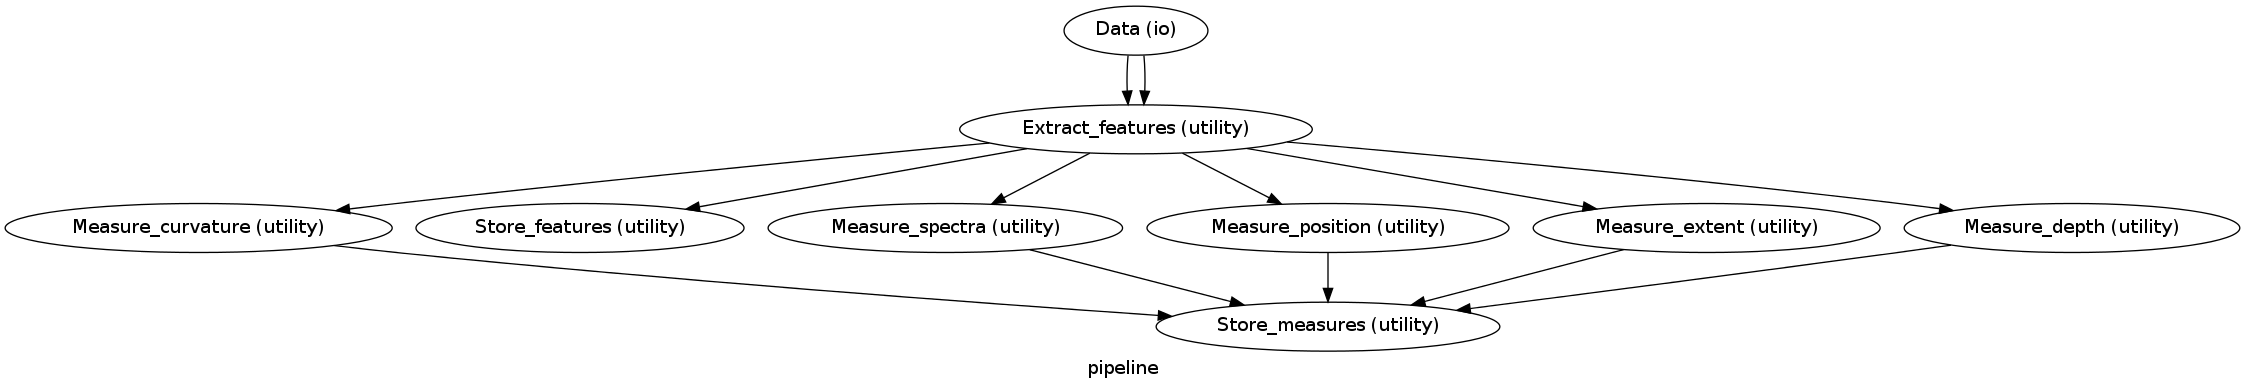 Data (io)
Extract_features (utility)
Measure_curvature (utility)
Store_features (utility)
Measure_spectra (utility)
Measure_position (utility)
Measure_extent (utility)
Measure_depth (utility)
Store_measures (utility)
pipeline